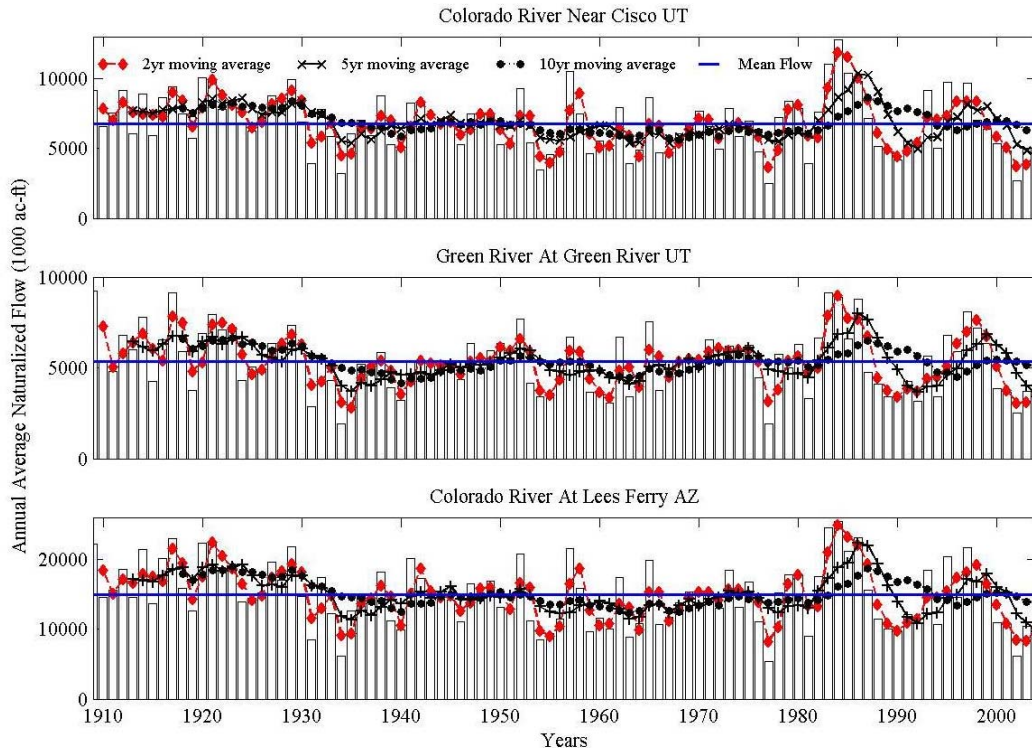 Colorado River Near Cisco UT
2yr moving average 5yr moving average 10yr moving average Mean Flow
10000
5000
0
Green River At Green River UT
10000
5000
0
Colorado River At Lees Ferry AZ
20000
10000
0
1910 1920 1930 1940 1950 1960 1970 1980 1990 2000
Years
Annual Average Naturalized Flow (1000 ac-ft)